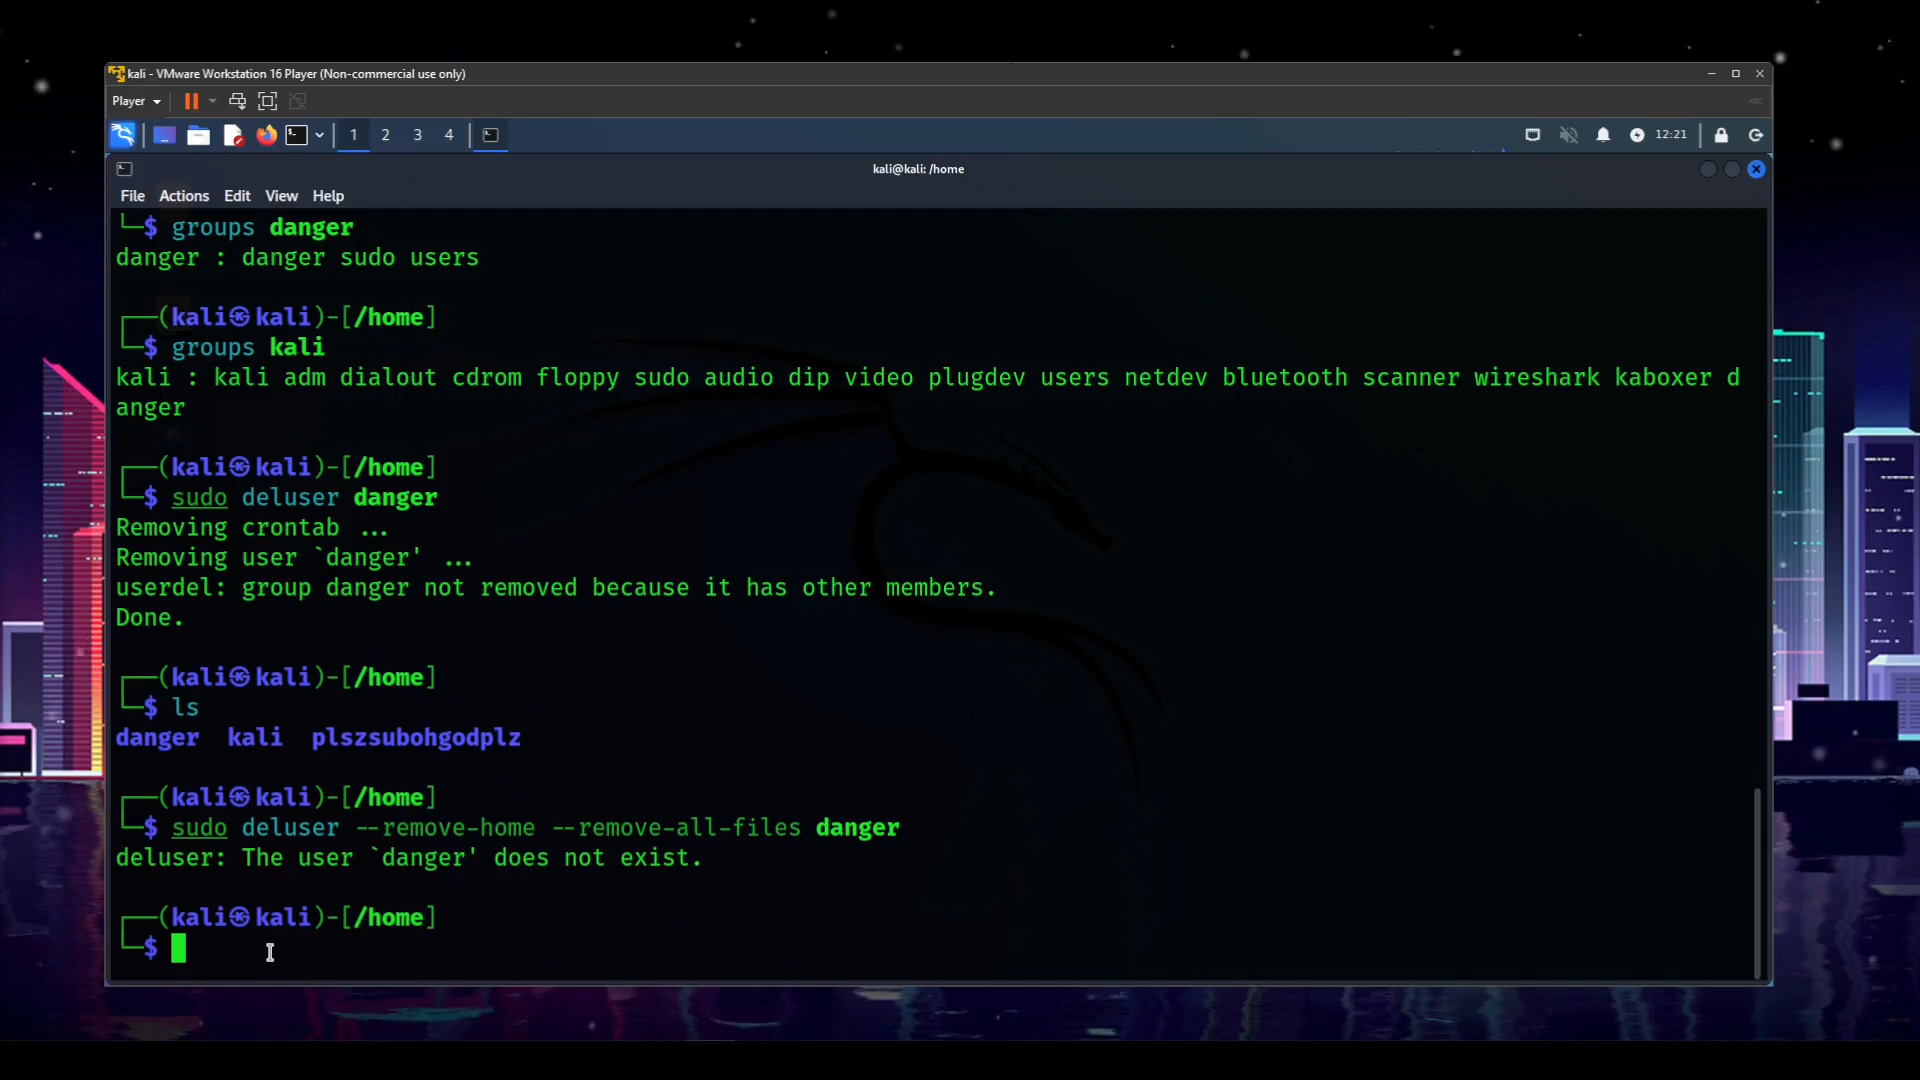 kali - VMware Workstation 16 Player (Non-commercial use only)
Player
1 2 3 4 12:21
kali@kali: /home
File Actions Edit View Help
└─$ groups danger
danger : danger sudo users
┌──(kali㉿kali)-[/home]
└─$ groups kali
kali : kali adm dialout cdrom floppy sudo audio dip video plugdev users netdev bluetooth scanner wireshark kaboxer d
anger
┌──(kali㉿kali)-[/home]
└─$ sudo deluser danger
Removing crontab ...
Removing user `danger' ...
userdel: group danger not removed because it has other members.
Done.
┌──(kali㉿kali)-[/home]
└─$ ls
danger kali plszsubohgodplz
┌──(kali㉿kali)-[/home]
└─$ sudo deluser --remove-home --remove-all-files danger
deluser: The user `danger' does not exist.
┌──(kali㉿kali)-[/home]
└─$